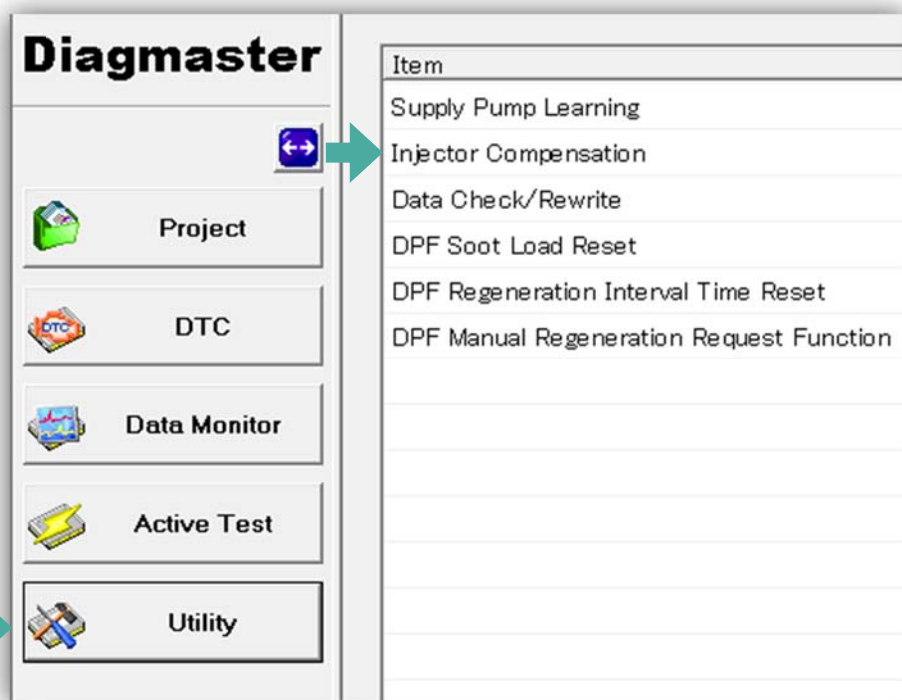 Diagmaster
Project
DTC
DTC
Data Monitor
Active Test
Utility
Item
Supply Pump Learning
Injector Compensation
Data Check/Rewrite
DPF Soot Load Reset
DPF Regeneration Interval Time Reset
DPF Manual Regeneration Request Function